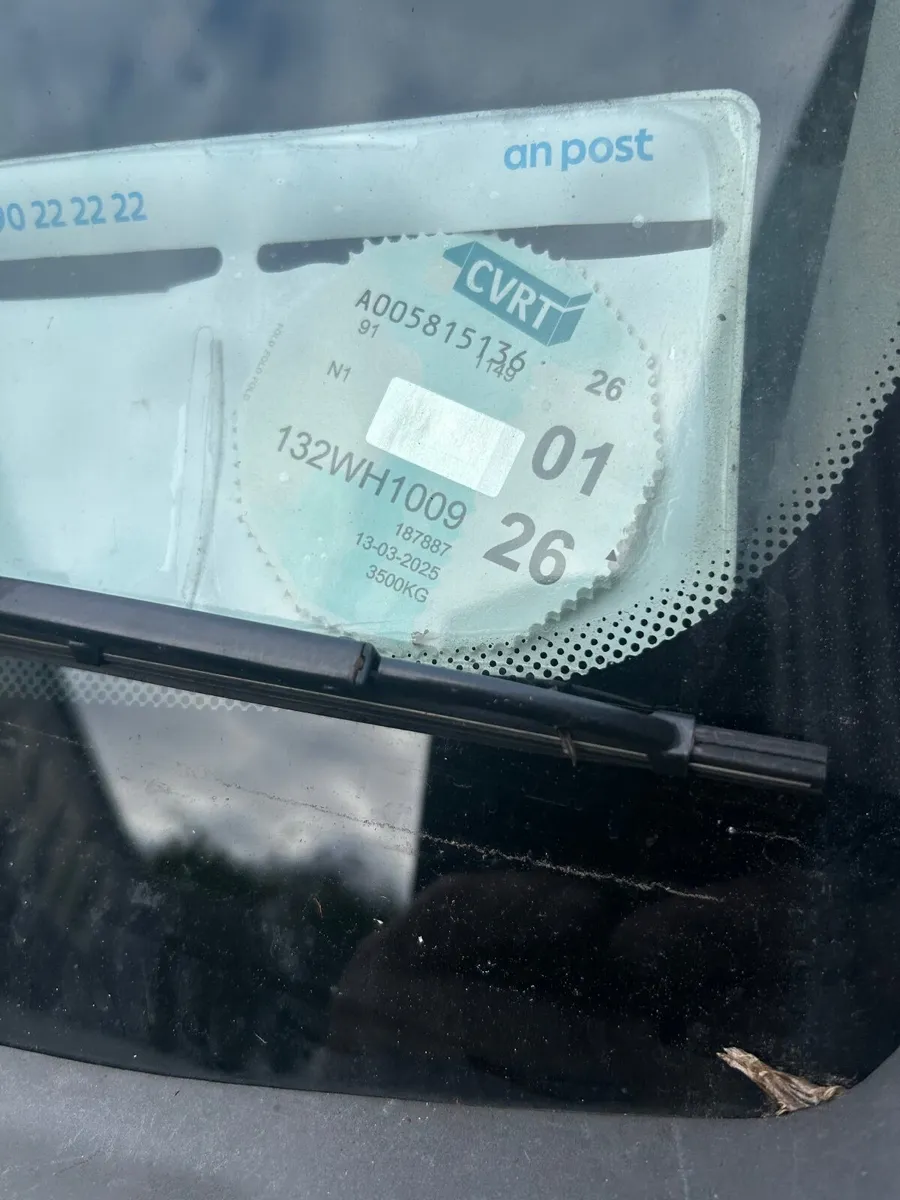 an post
90 22 22 22
CVRT
A005815136
91
1149
26
N1
01
132WH1009
26
187887
13-03-2025
3500KG